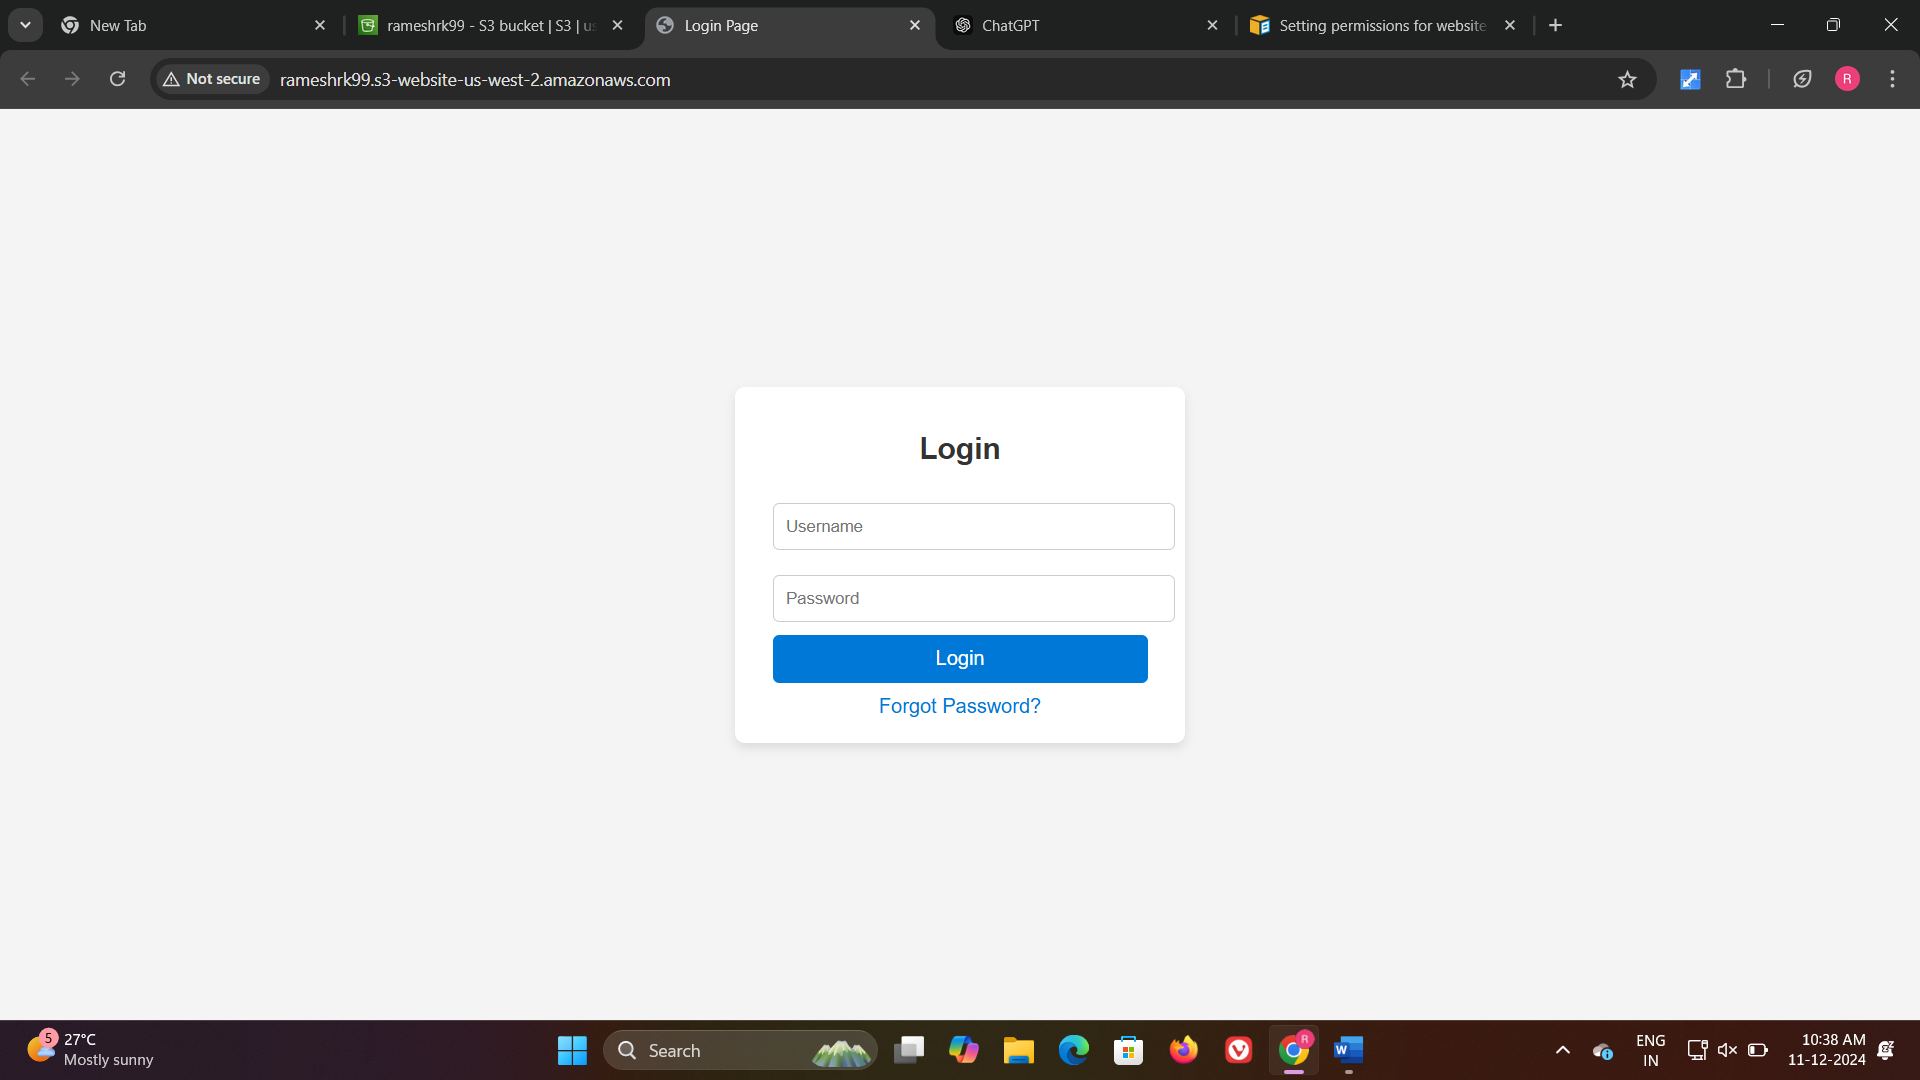 New Tab
rameshrk99 - S3 bucket | S3 | us
Login Page
ChatGPT
Setting permissions for website
Not secure
rameshrk99.s3-website-us-west-2.amazonaws.com
R
Login
Username
Password
Login
Forgot Password?
5
27°C
Mostly sunny
Search
R
W
ENG
IN
10:38 AM
11-12-2024